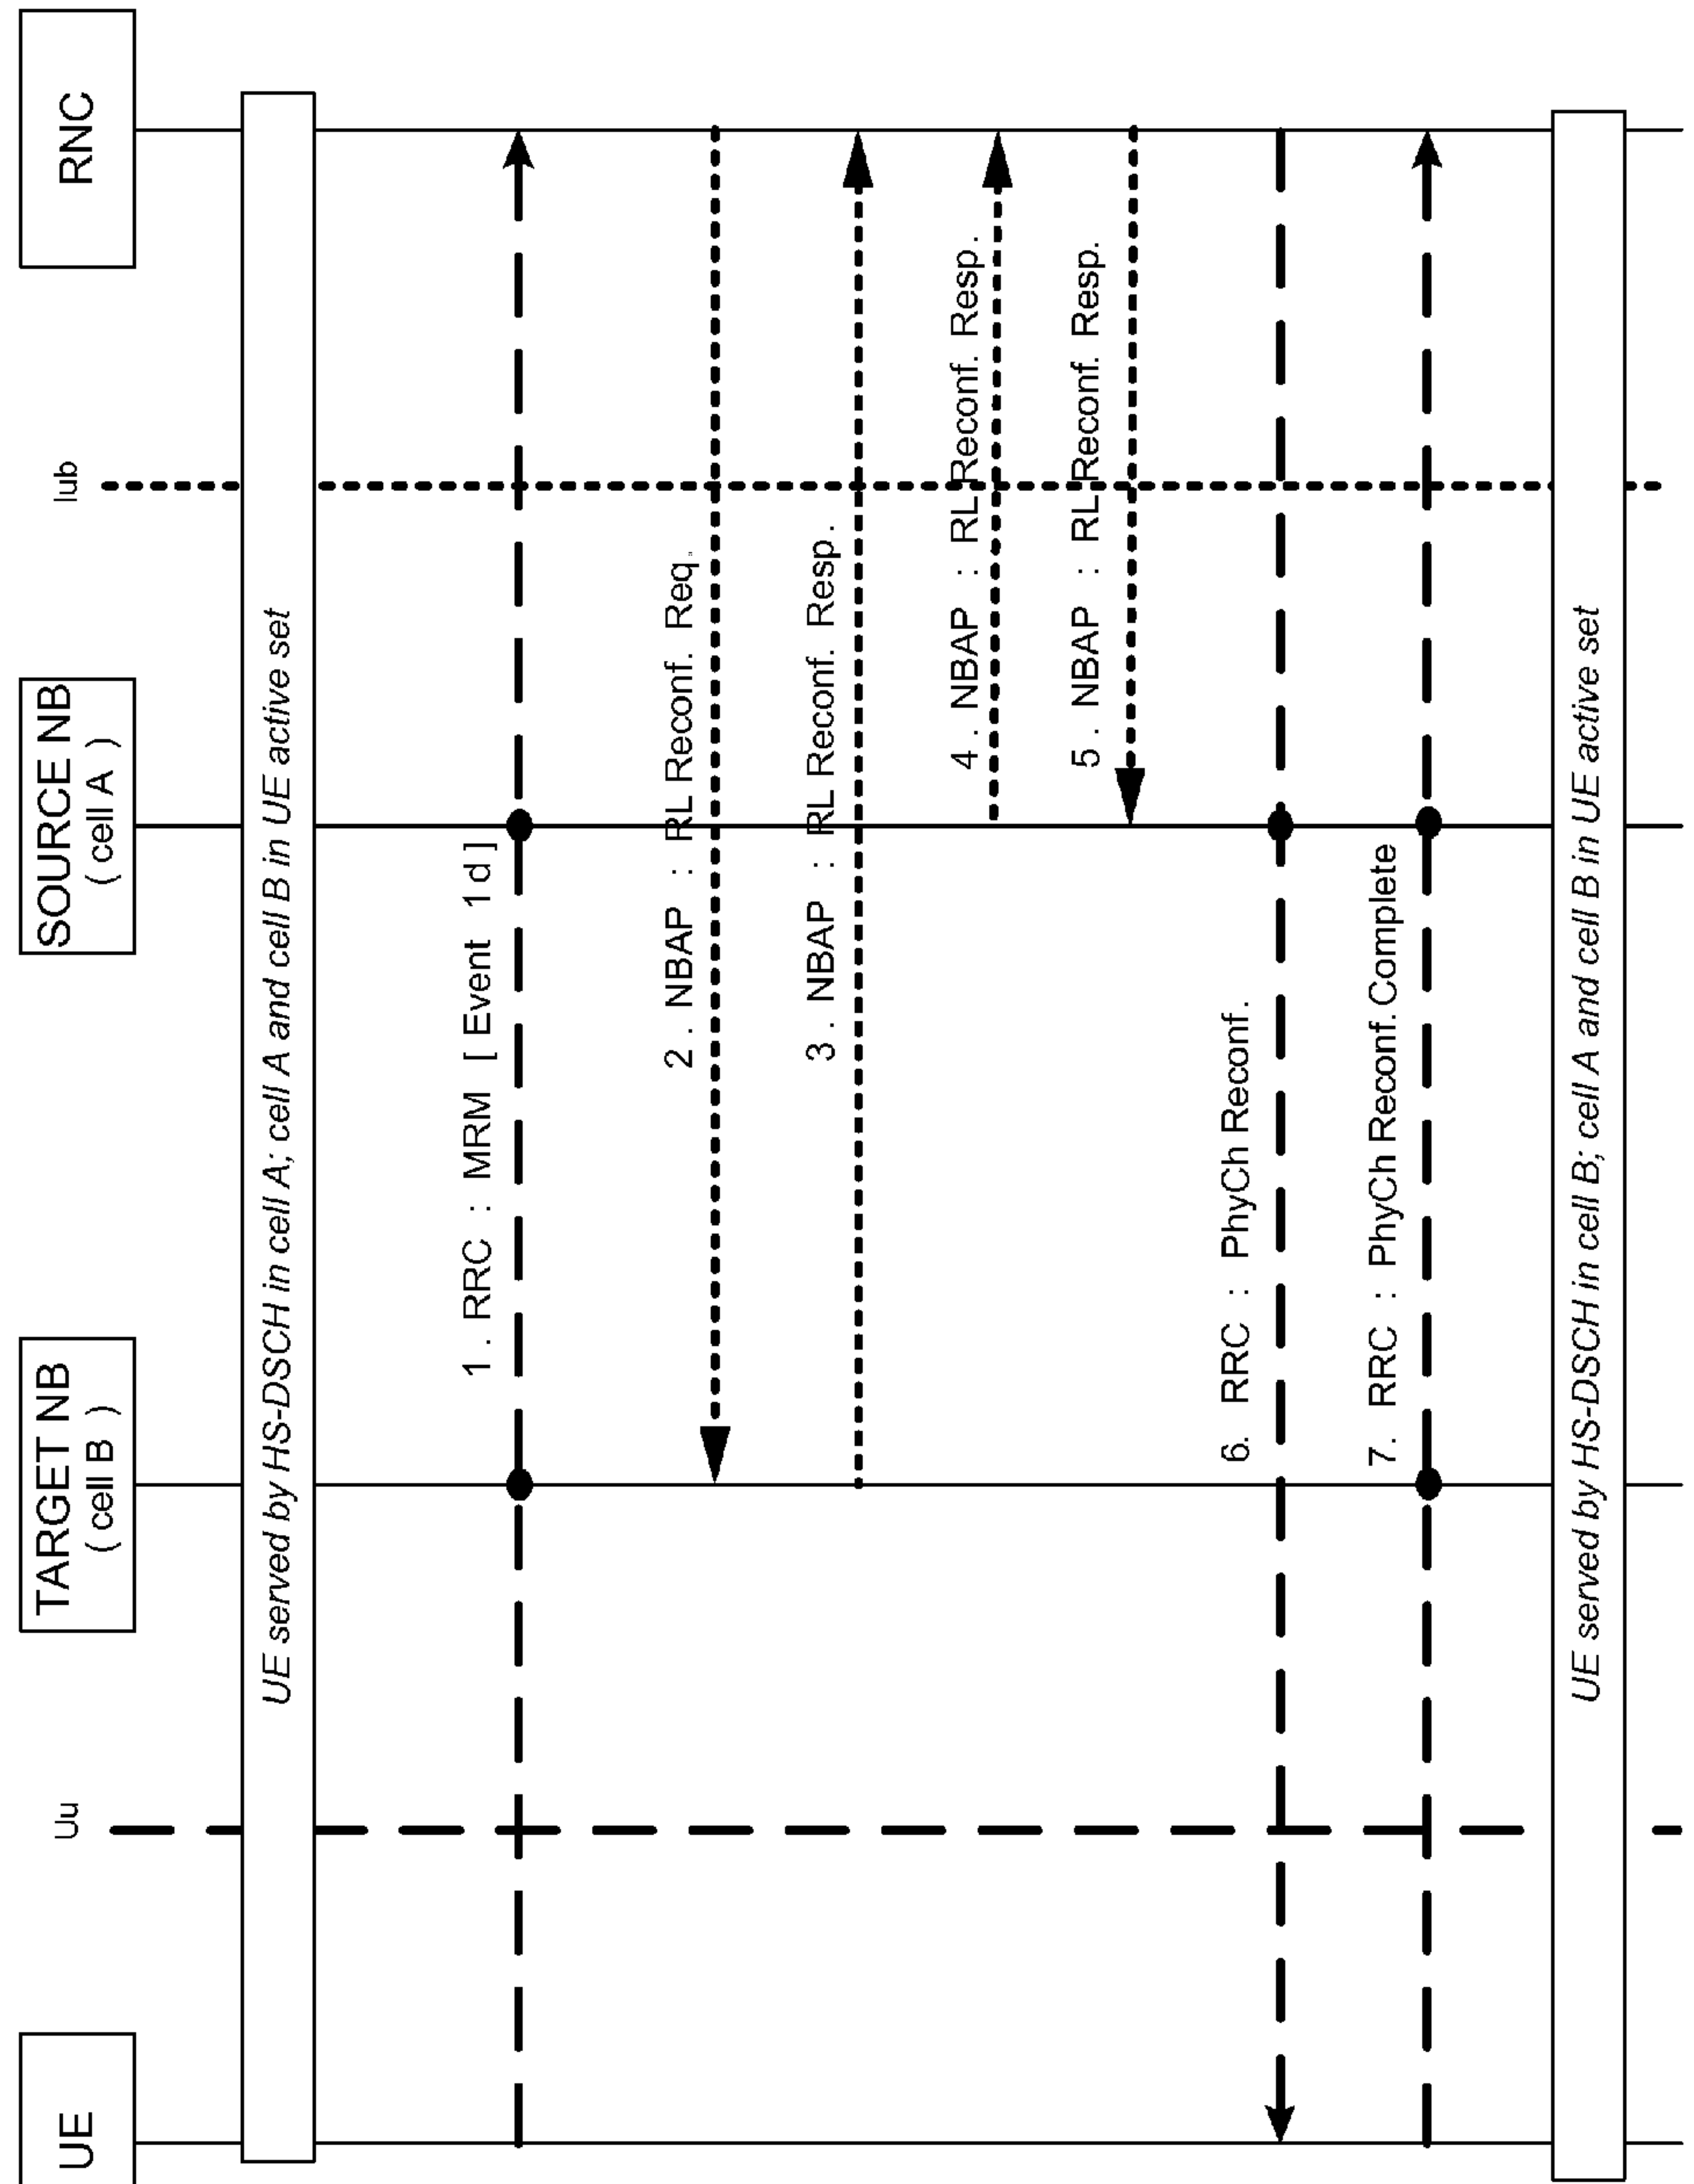 UE
Uu
TARGET NB
( cell B )
SOURCE NB
( cell A )
Iub
RNC
UE served by HS-DSCH in cell A; cell A and cell B in UE active set
1 . RRC : MRM [ Event 1d ]
2 . NBAP : RL Reconf. Req.
3 . NBAP : RL Reconf. Resp.
4 . NBAP : RL Reconf. Resp.
5 . NBAP : RL Reconf. Resp.
6. RRC : PhyCh Reconf.
7. RRC : PhyCh Reconf. Complete
UE served by HS-DSCH in cell B; cell A and cell B in UE active set